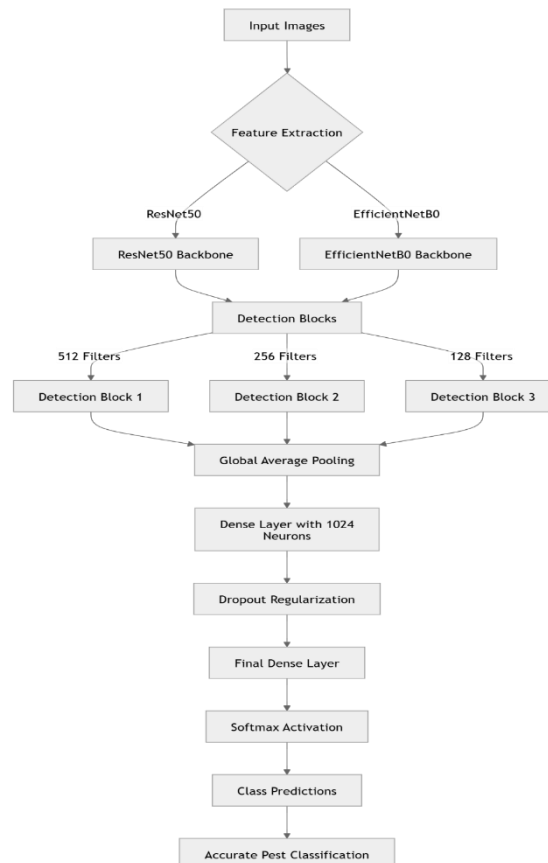 Input Images
Feature Extraction
ResNet50
EfficientNetB0
ResNet50 Backbone
EfficientNetB0 Backbone
Detection Blocks
512 Filters
256 Filters
128 Filters
Detection Block 1
Detection Block 2
Detection Block 3
Global Average Pooling
Dense Layer with 1024
Neurons
Dropout Regularization
Final Dense Layer
Softmax Activation
Class Predictions
Accurate Pest Classification